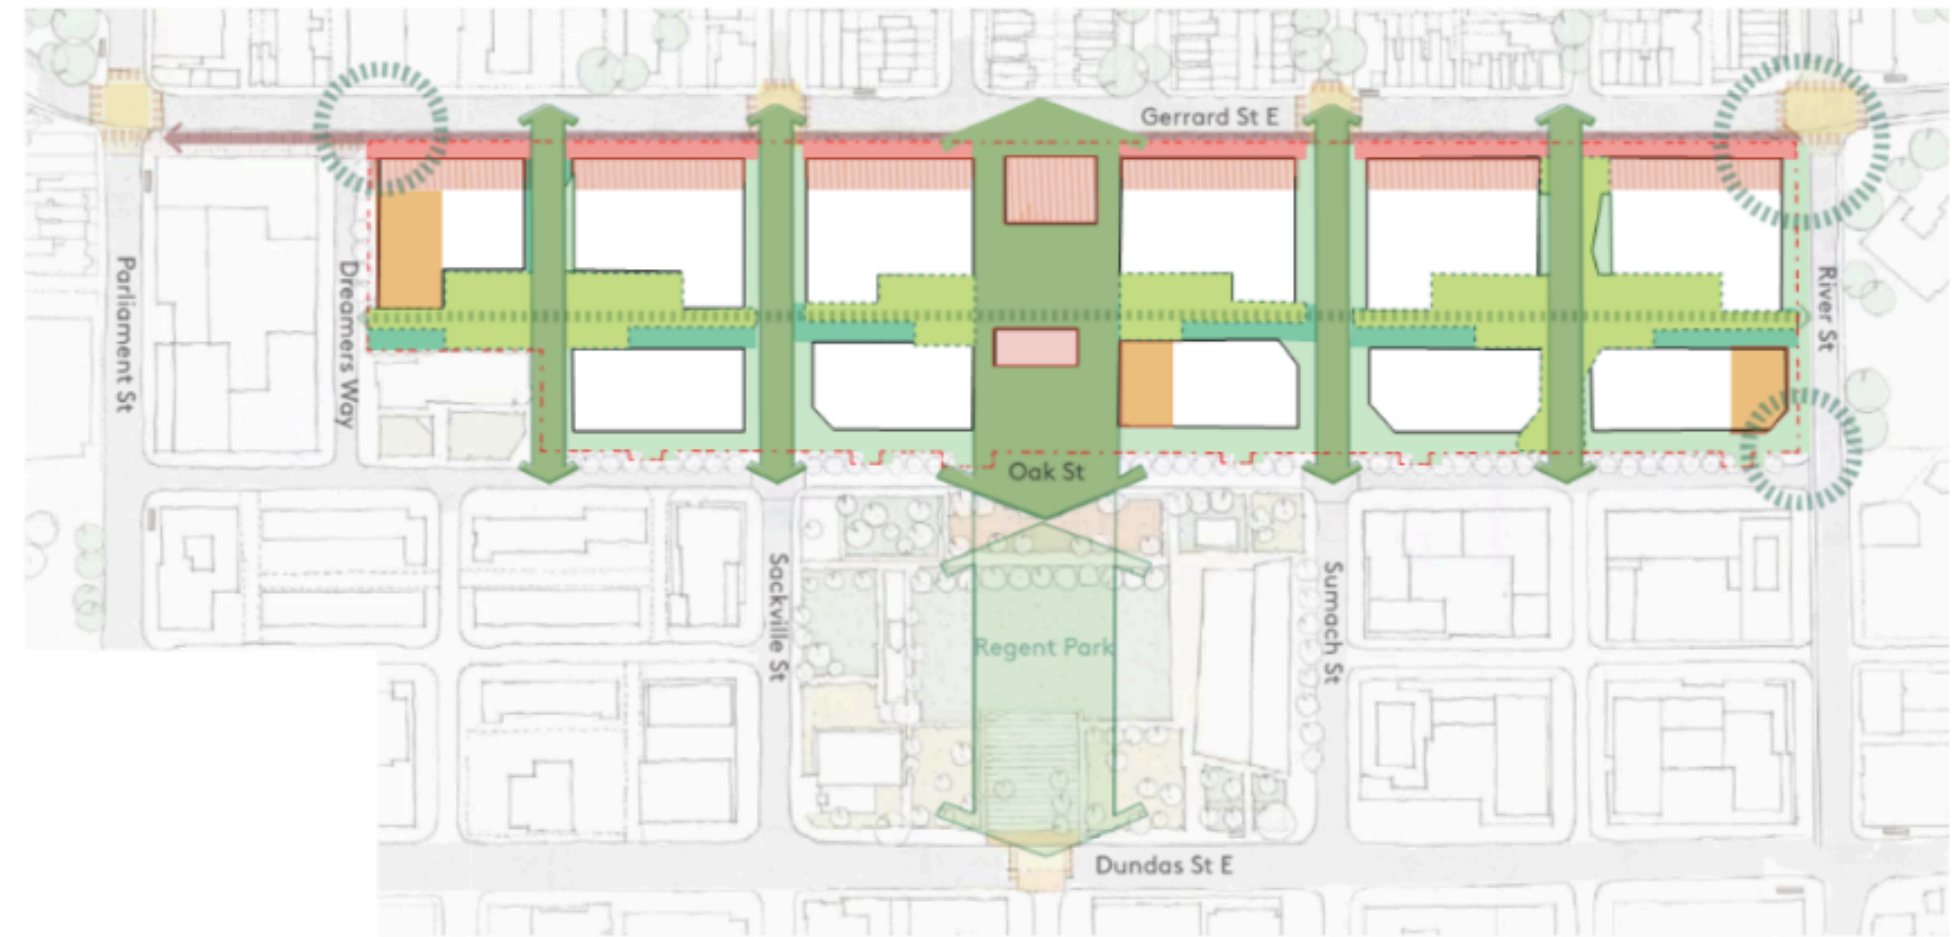 Gerrard St E
Parliament St
Dreamers Way
River St
Oak St
Sackville St
Sumach St
Regent Park
Dundas St E